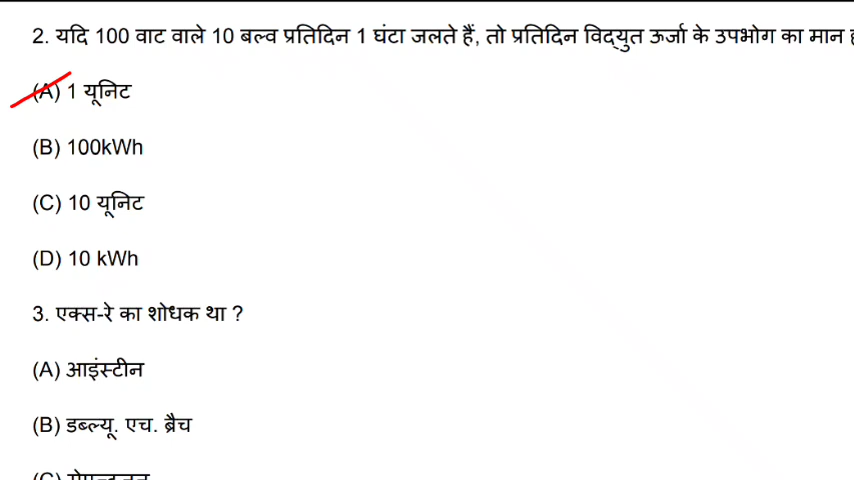 2. यदि 100 वाट वाले 10 बल्व प्रतिदिन 1 घंटा जलते हैं, तो प्रतिदिन विद्युत ऊर्जा के उपभोग का मान
(A) 1 यूनिट
(B) 100kWh
(C) 10 यूनिट
(D) 10 kWh
3. एक्स-रे का शोधक था ?
(A) आइंस्टीन
(B) डब्ल्यू. एच. ब्रैच
(C)